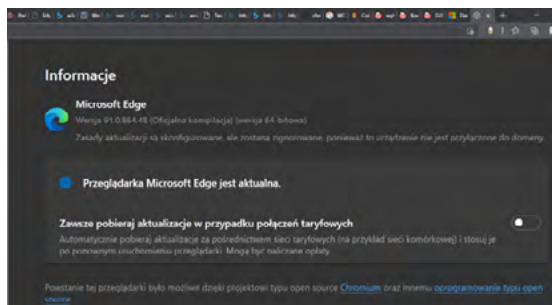 Informacje
Microsoft Edge
Wersja 91.0.864.48 (Oficjalna kompilacja) (wersja 64-bitowa)
Zasady aktualizacji są skonfigurowane, ale zostaną zignorowane, ponieważ to urządzenie nie jest przyłączone do domeny.
Przeglądarka Microsoft Edge jest aktualna.
Zawsze pobieraj aktualizacje w przypadku połączeń taryfowych
Automatycznie pobieraj aktualizacje za pośrednictwem sieci taryfowych (na przykład sieci komórkowej) i stosuj je
po ponownym uruchomieniu przeglądarki. Mogą być naliczane opłaty.
Powstanie tej przeglądarki było możliwe dzięki projektowi typu open source Chromium oraz innemu oprogramowanie typu open
source